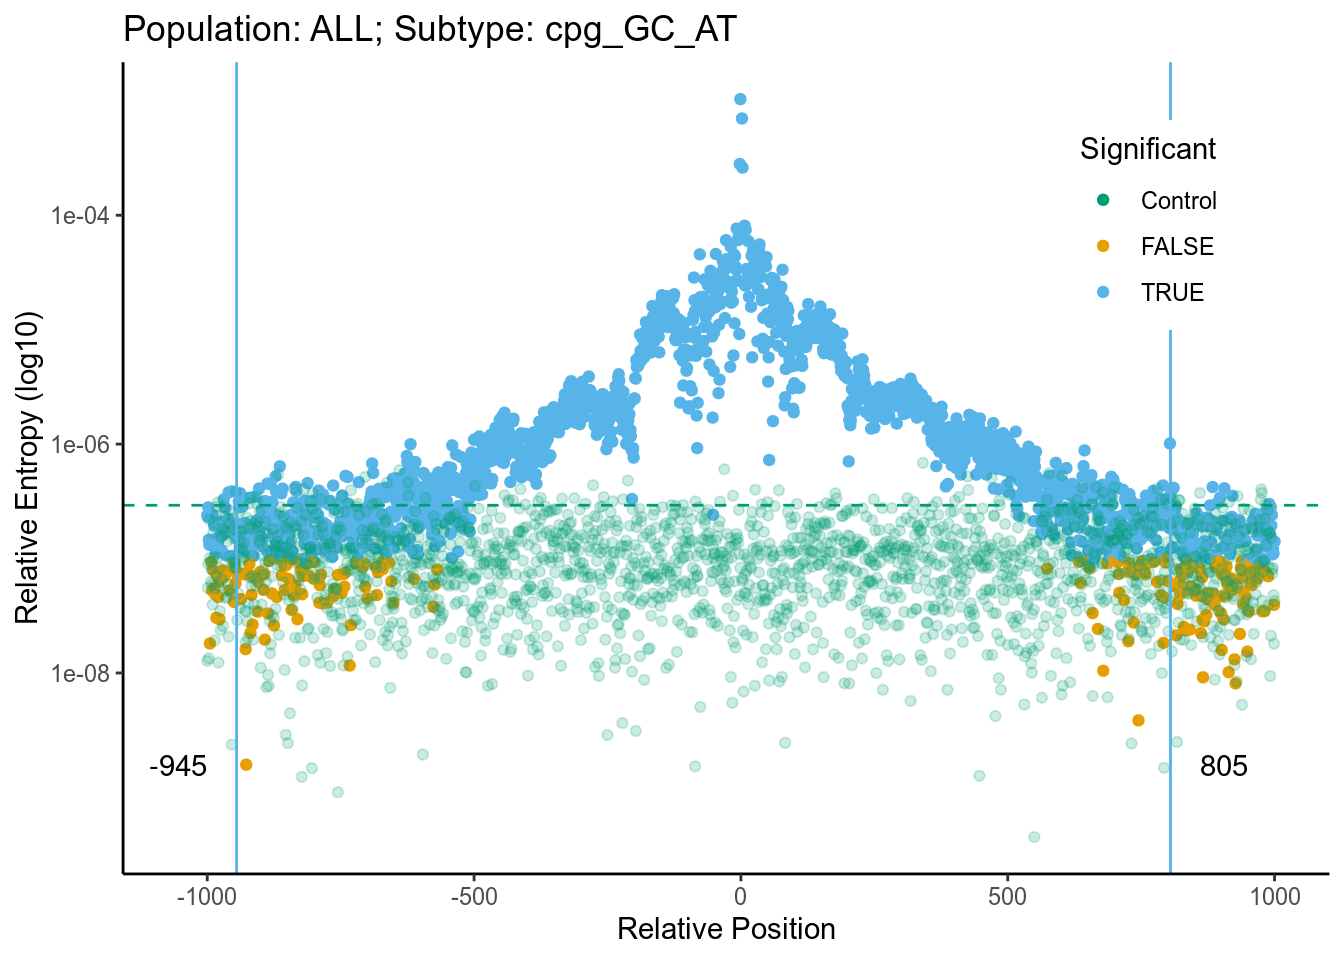 Population: ALL; Subtype: cpg_GC_AT
Significant
Control
FALSE
TRUE
Relative Entropy (log10)
1e-04
1e-06
1e-08
-945
805
-1000
-500
0
500
1000
Relative Position